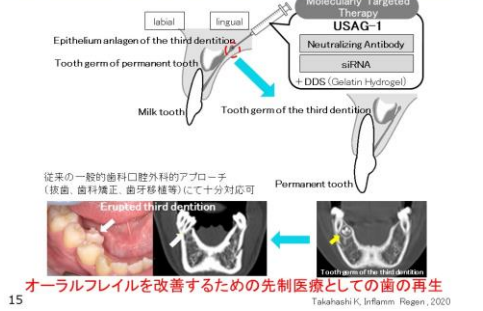 Molecularly Targeted
Therapy
USAG-1
Neutralizing Antibody
siRNA
+DDS (Gelatin Hydrogel)
labial
lingual
Epithelium anlagen of the third dentition
Tooth germ of permanent tooth
Milk tooth
Tooth germ of the third dentition
Permanent tooth
従来の一般的歯科口腔外科的アプローチ
(抜歯、歯科矯正、歯牙移植等)にて十分対応可
Erupted third dentition
Tooth germ of the third dentition
オーラルフレイルを改善するための先制医療としての歯の再生
15
Takahashi K, Inflamm Regen, 2020